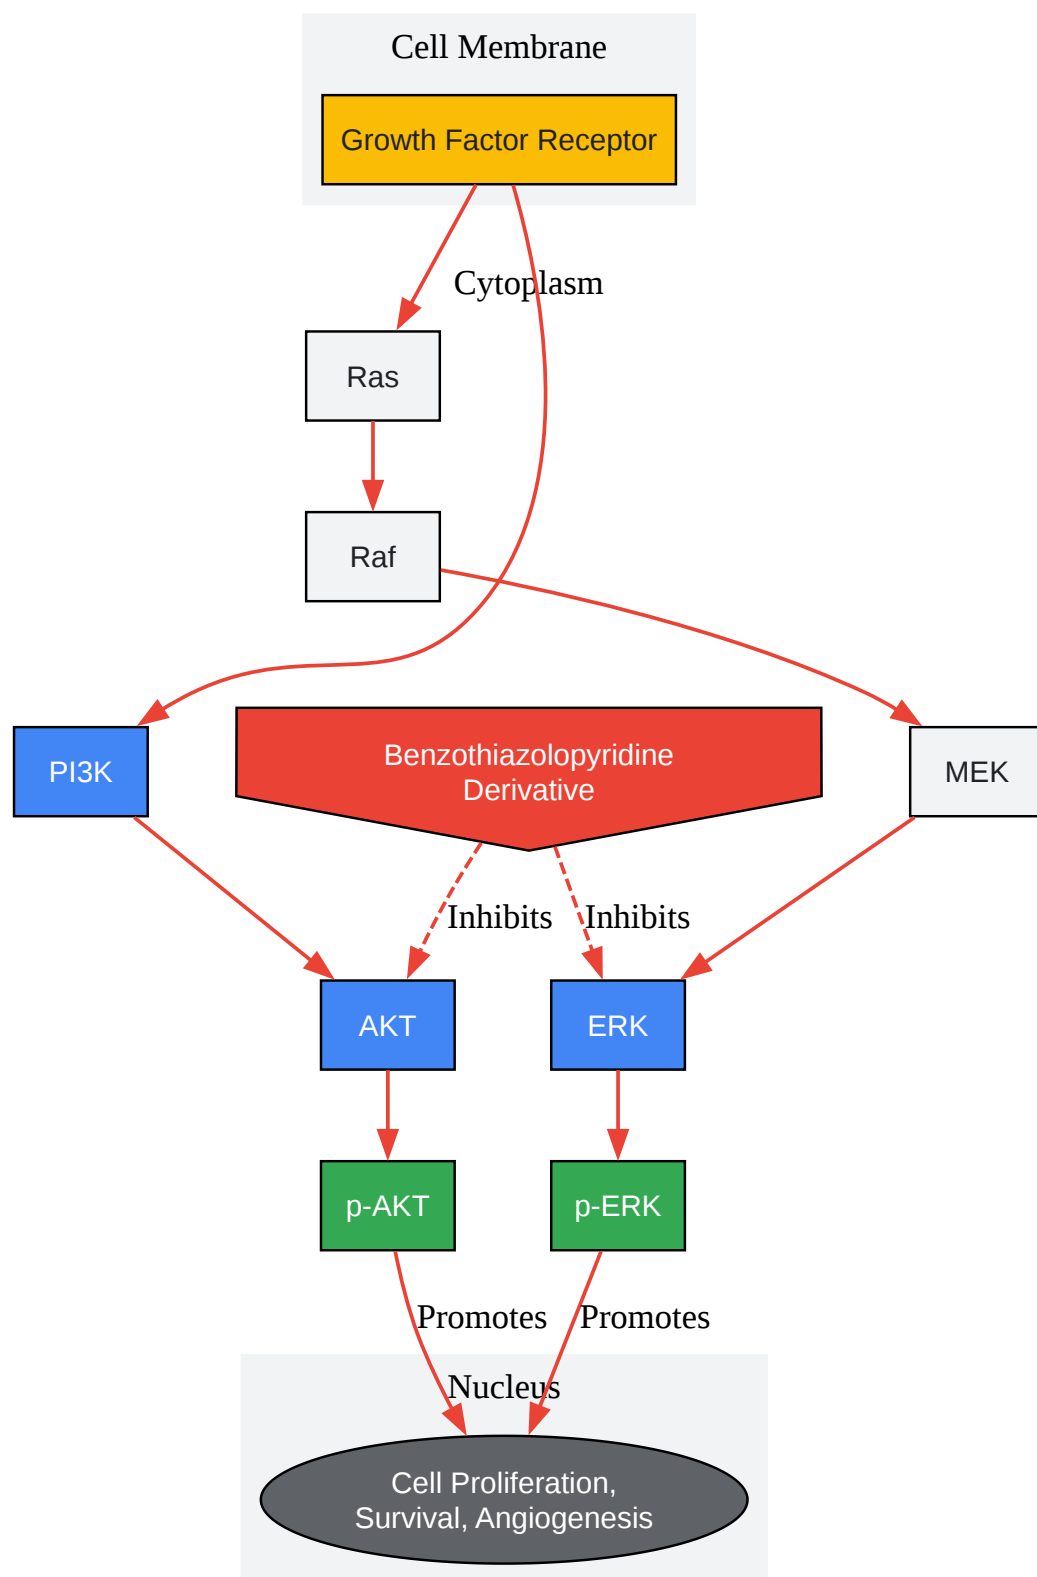 Cell Membrane
Growth Factor Receptor
Cytoplasm
Ras
Raf
PI3K
Benzothiazolopyridine
Derivative
MEK
Inhibits
Inhibits
AKT
ERK
p-AKT
p-ERK
Promotes
Promotes
Nucleus
Cell Proliferation,
Survival, Angiogenesis